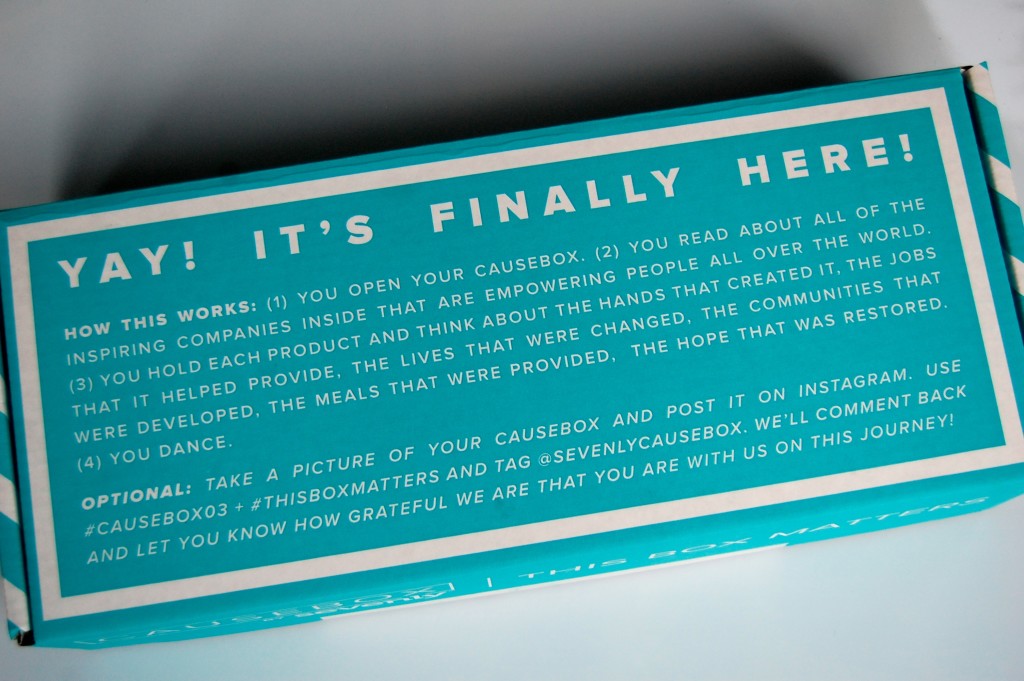 YAY! IT'S FINALLY HERE!
HOW THIS WORKS: (1) YOU OPEN YOUR CAUSEBOX. (2) YOU READ ABOUT ALL OF THE
INSPIRING COMPANIES INSIDE THAT ARE EMPOWERING PEOPLE ALL OVER THE WORLD.
(3) YOU HOLD EACH PRODUCT AND THINK ABOUT THE HANDS THAT CREATED IT, THE JOBS
THAT IT HELPED PROVIDE, THE LIVES THAT WERE CHANGED, THE COMMUNITIES THAT
WERE DEVELOPED, THE MEALS THAT WERE PROVIDED, THE HOPE THAT WAS RESTORED.
(4) YOU DANCE.
OPTIONAL: TAKE A PICTURE OF YOUR CAUSEBOX AND POST IT ON INSTAGRAM. USE
#CAUSEBOX03 + #THISBOXMATTERS AND TAG @SEVENLYCAUSEBOX. WE'LL COMMENT BACK
AND LET YOU KNOW HOW GRATEFUL WE ARE THAT YOU ARE WITH US ON THIS JOURNEY!
CAUSEBOX | THIS BOX MATTERS
sevenly